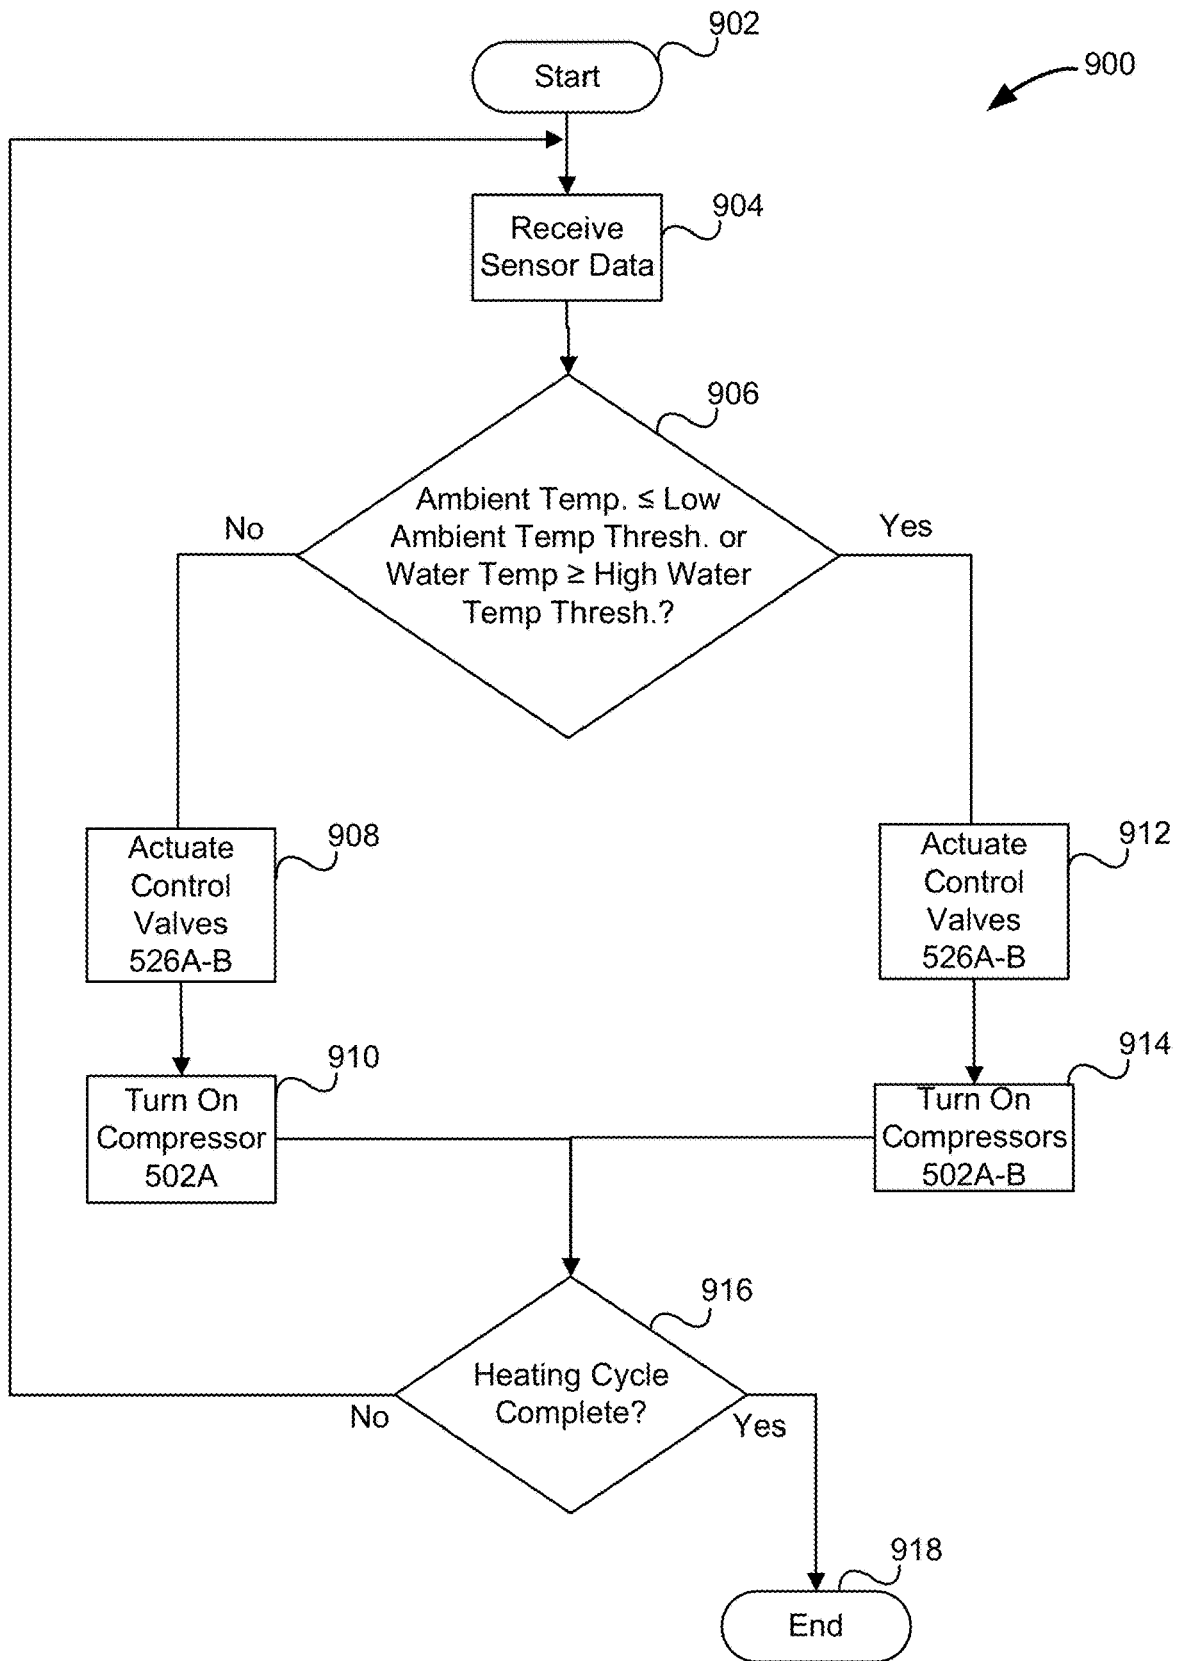 902
Start
900
904
Receive
Sensor Data
906
Ambient Temp. ≤ Low
Ambient Temp Thresh. or
Water Temp ≥ High Water
Temp Thresh.?
No
Yes
908
Actuate
Control
Valves
526A-B
912
Actuate
Control
Valves
526A-B
910
Turn On
Compressor
502A
914
Turn On
Compressors
502A-B
916
Heating Cycle
Complete?
No
Yes
918
End